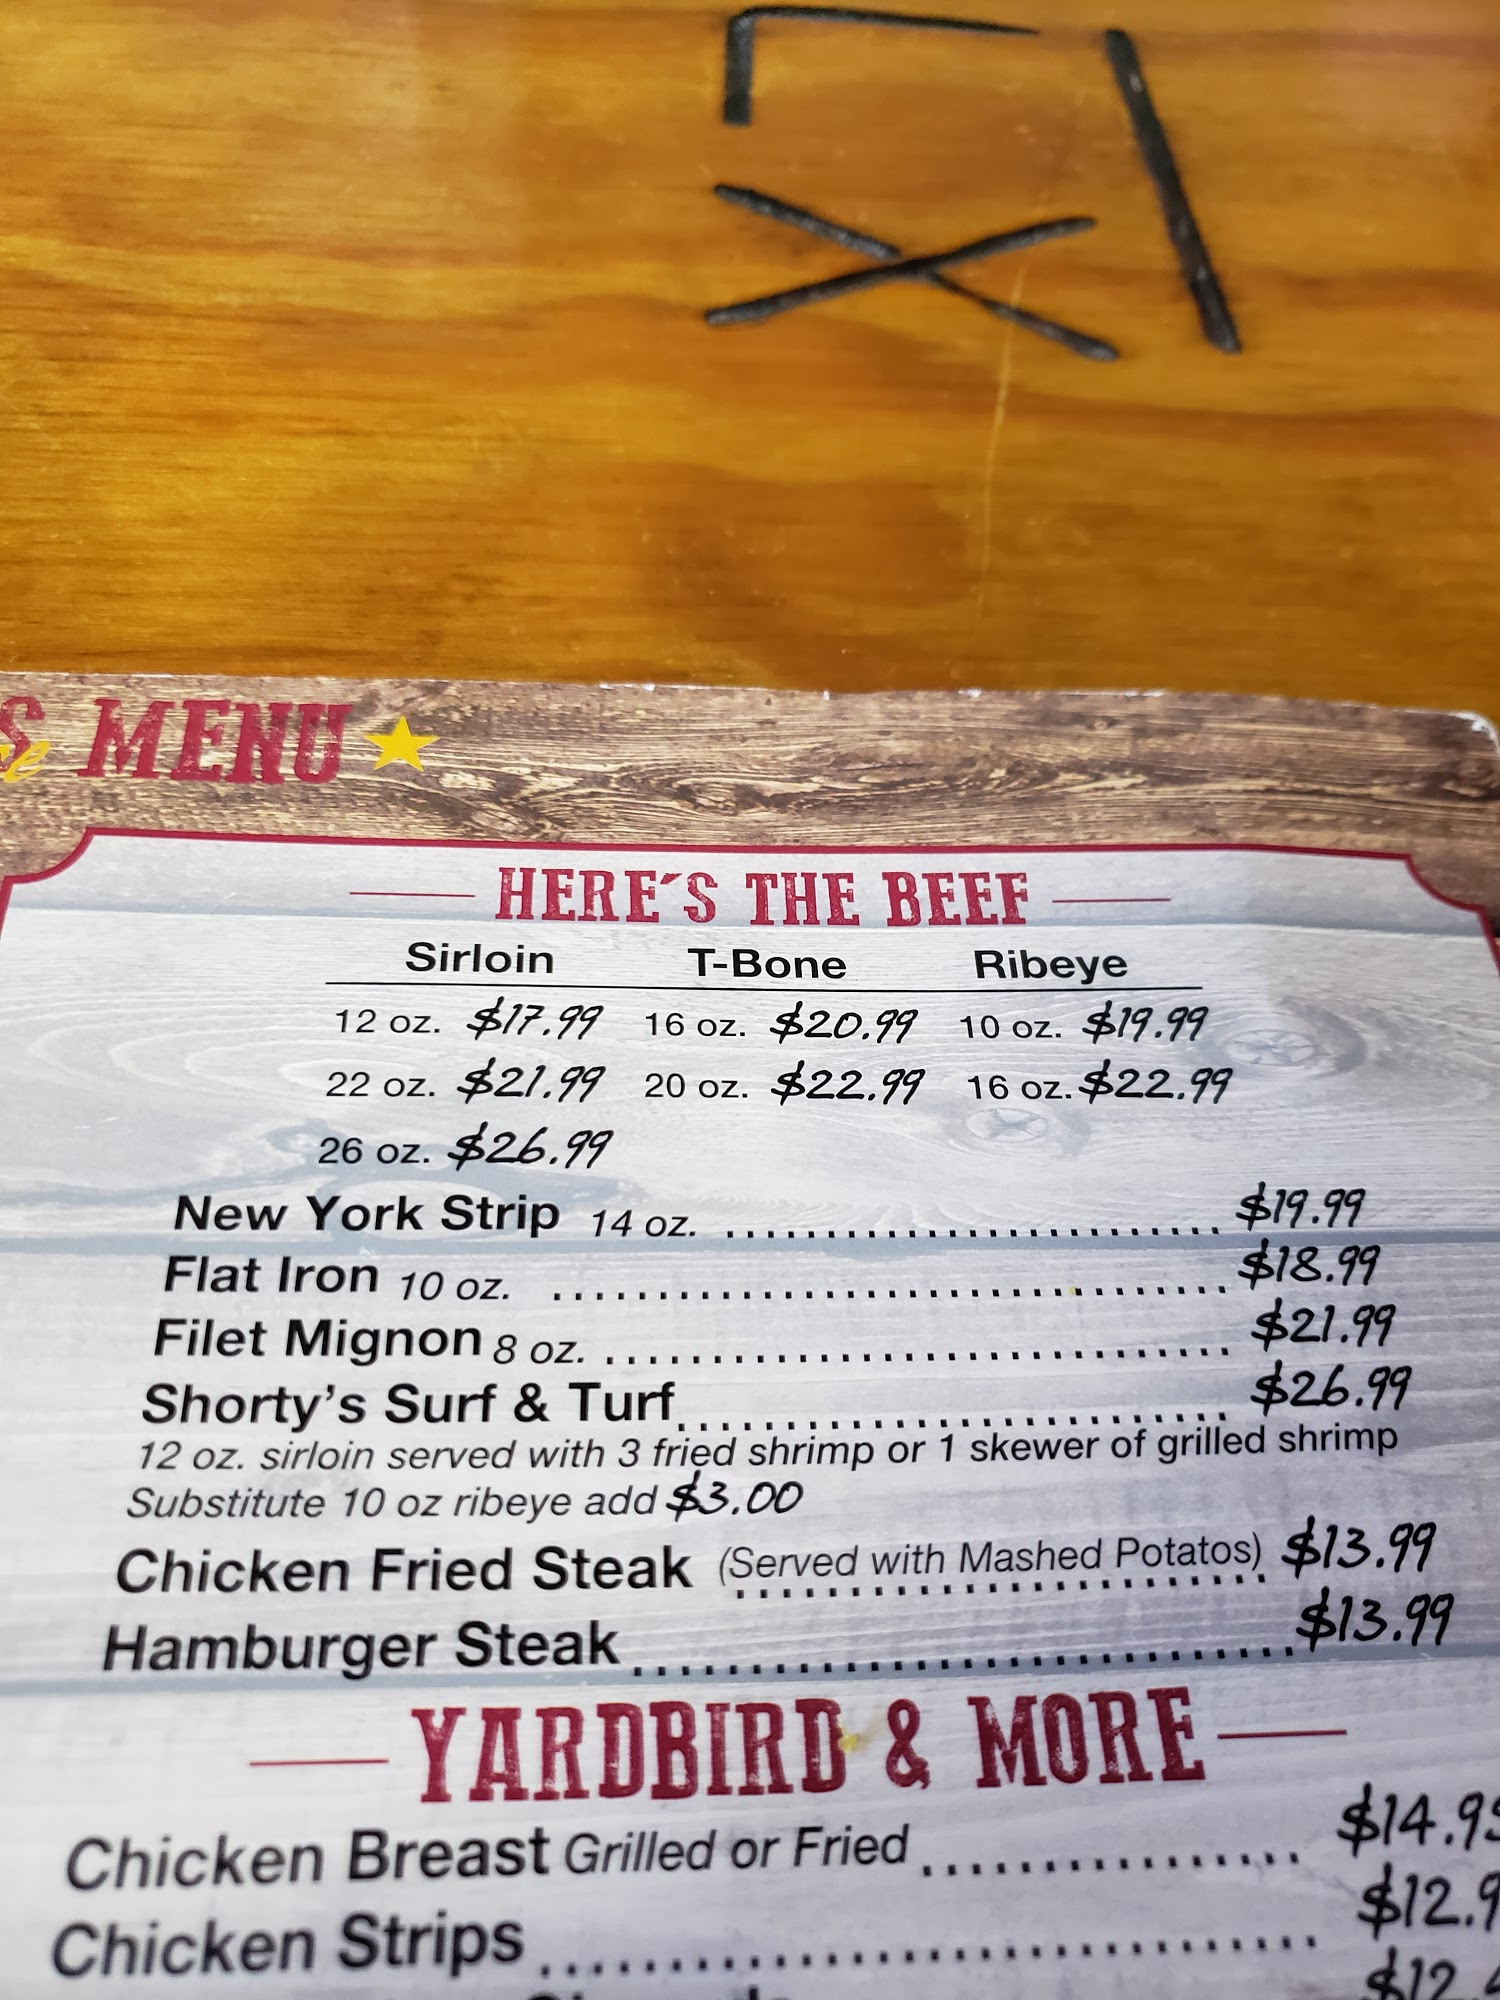 S MENU
HERE'S THE BEEF
Sirloin T-Bone Ribeye
12 oz. $17.99 16 oz. $20.99 10 oz. $19.99
22 oz. $21.99 20 oz. $22.99 16 oz. $22.99
26 oz. $26.99
New York Strip 14 oz. $19.99
Flat Iron 10 oz. $18.99
Filet Mignon 8 oz. $21.99
Shorty's Surf & Turf $26.99
12 oz. sirloin served with 3 fried shrimp or 1 skewer of grilled shrimp
Substitute 10 oz ribeye add $3.00
Chicken Fried Steak (Served with Mashed Potatos) $13.99
Hamburger Steak $13.99
YARDBIRD & MORE
Chicken Breast Grilled or Fried $14.9
Chicken Strips $12.9
$12.